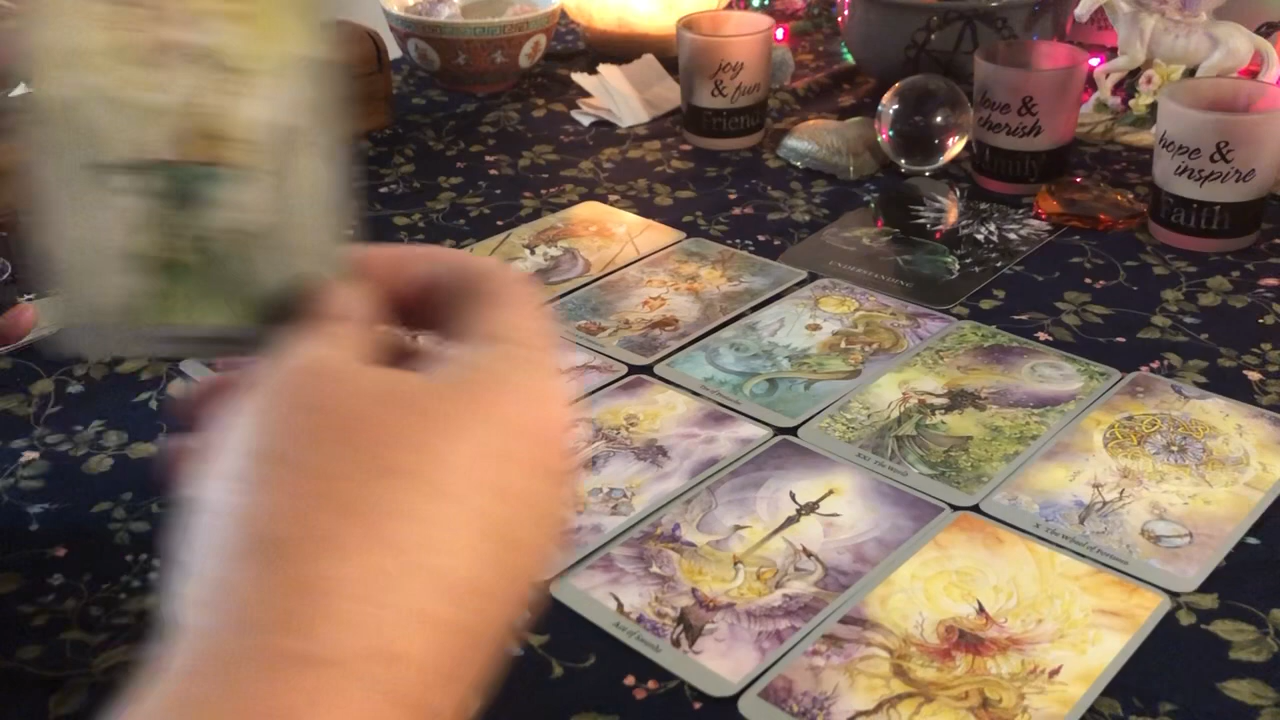 joy
& fun
Friend
love &
cherish
family
hope &
inspire
Faith
UNDERSTANDING
XXI. The World
X. The Wheel of Fortune
Ace of Swords